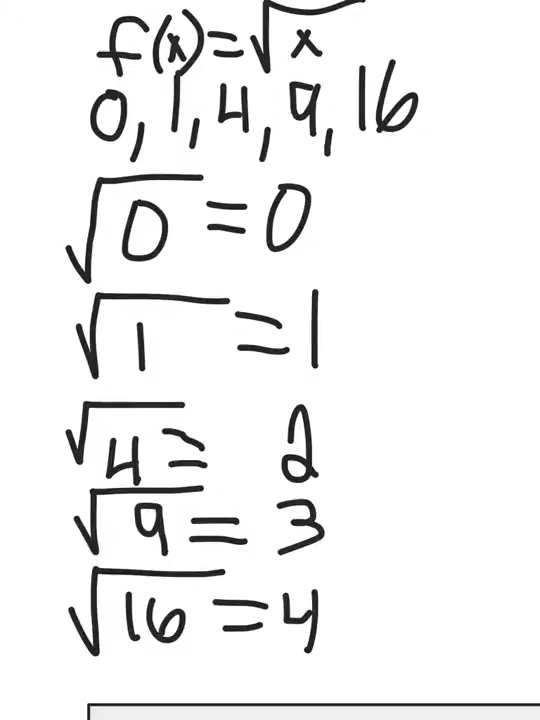 f(x)=√x
0, 1, 4, 9, 16
√0 = 0
√1 = 1
√4 = 2
√9 = 3
√16 = 4